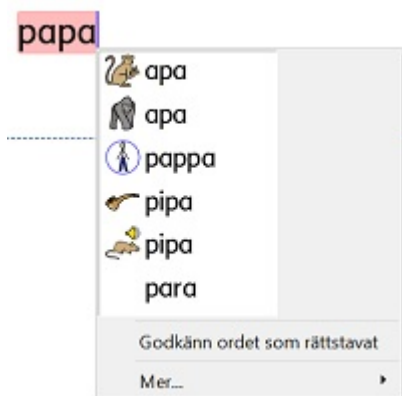 papa
apa
apa
pappa
pipa
pipa
para
Godkänn ordet som rättstavat
Mer...